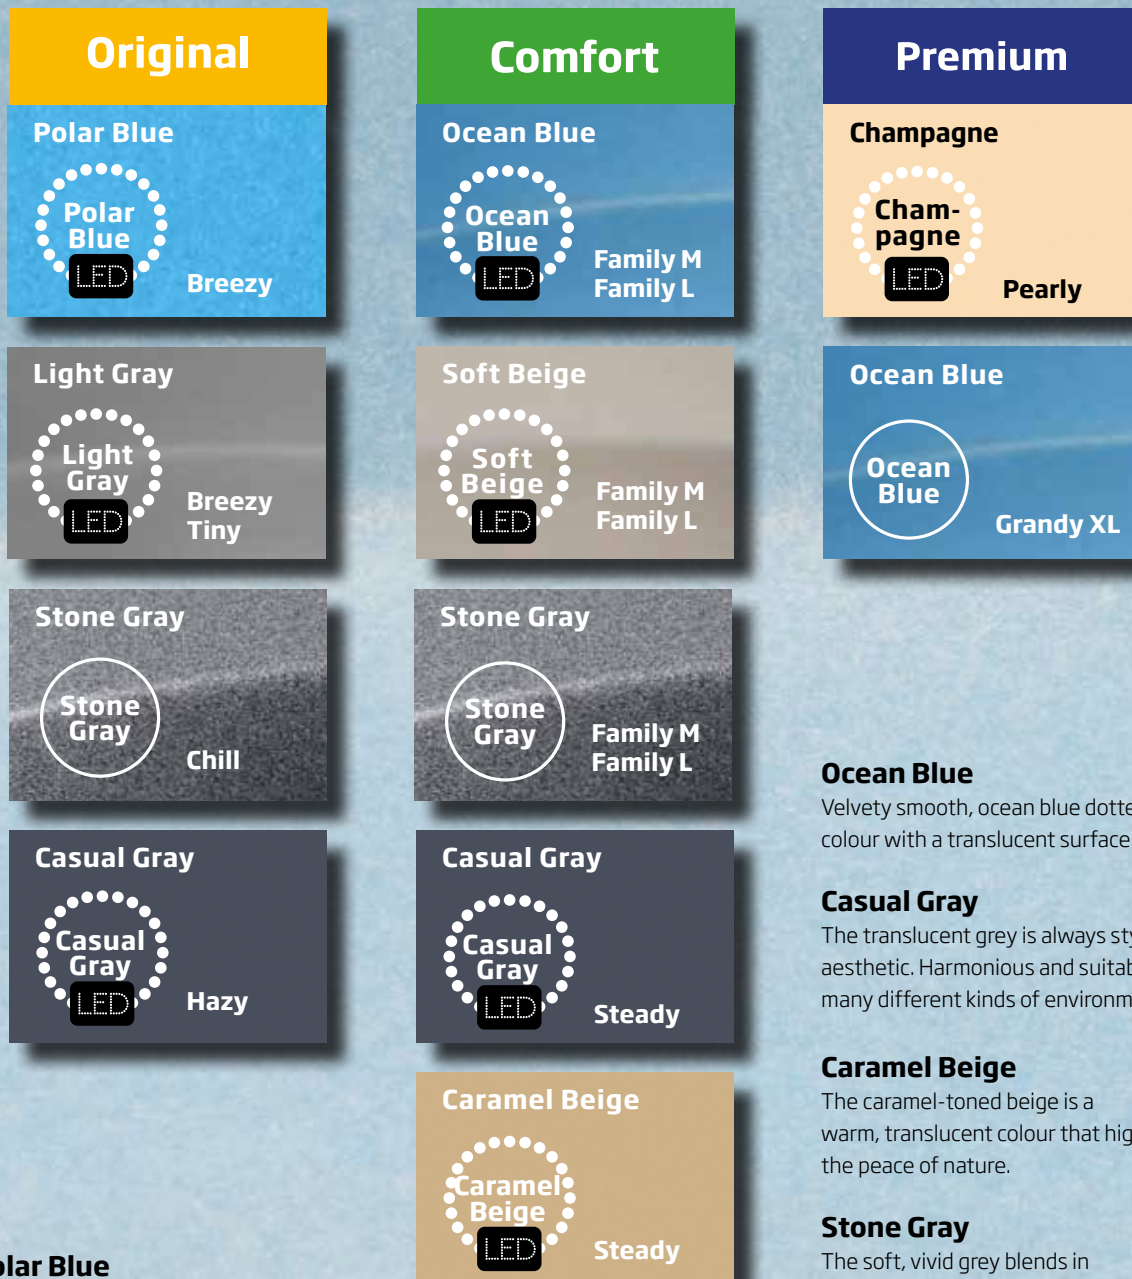 Original
Polar Blue
Polar
Blue
LED
Breezy
Light Gray
Light
Gray
LED
Breezy
Tiny
Stone Gray
Stone
Gray
Chill
Casual Gray
Casual
Gray
LED
Hazy
Comfort
Ocean Blue
Ocean
Blue
LED
Family M
Family L
Soft Beige
Soft
Beige
LED
Family M
Family L
Stone Gray
Stone
Gray
Family M
Family L
Casual Gray
Casual
Gray
LED
Steady
Caramel Beige
Caramel
Beige
LED
Steady
Premium
Champagne
Cham-
pagne
LED
Pearly
Ocean Blue
Ocean
Blue
Grandy XL
Ocean Blue
Velvety smooth, ocean blue dotte
colour with a translucent surface
Casual Gray
The translucent grey is always sty
aesthetic. Harmonious and suitab
many different kinds of environm
Caramel Beige
The caramel-toned beige is a
warm, translucent colour that hig
the peace of nature.
Stone Gray
The soft, vivid grey blends in
olar Blue